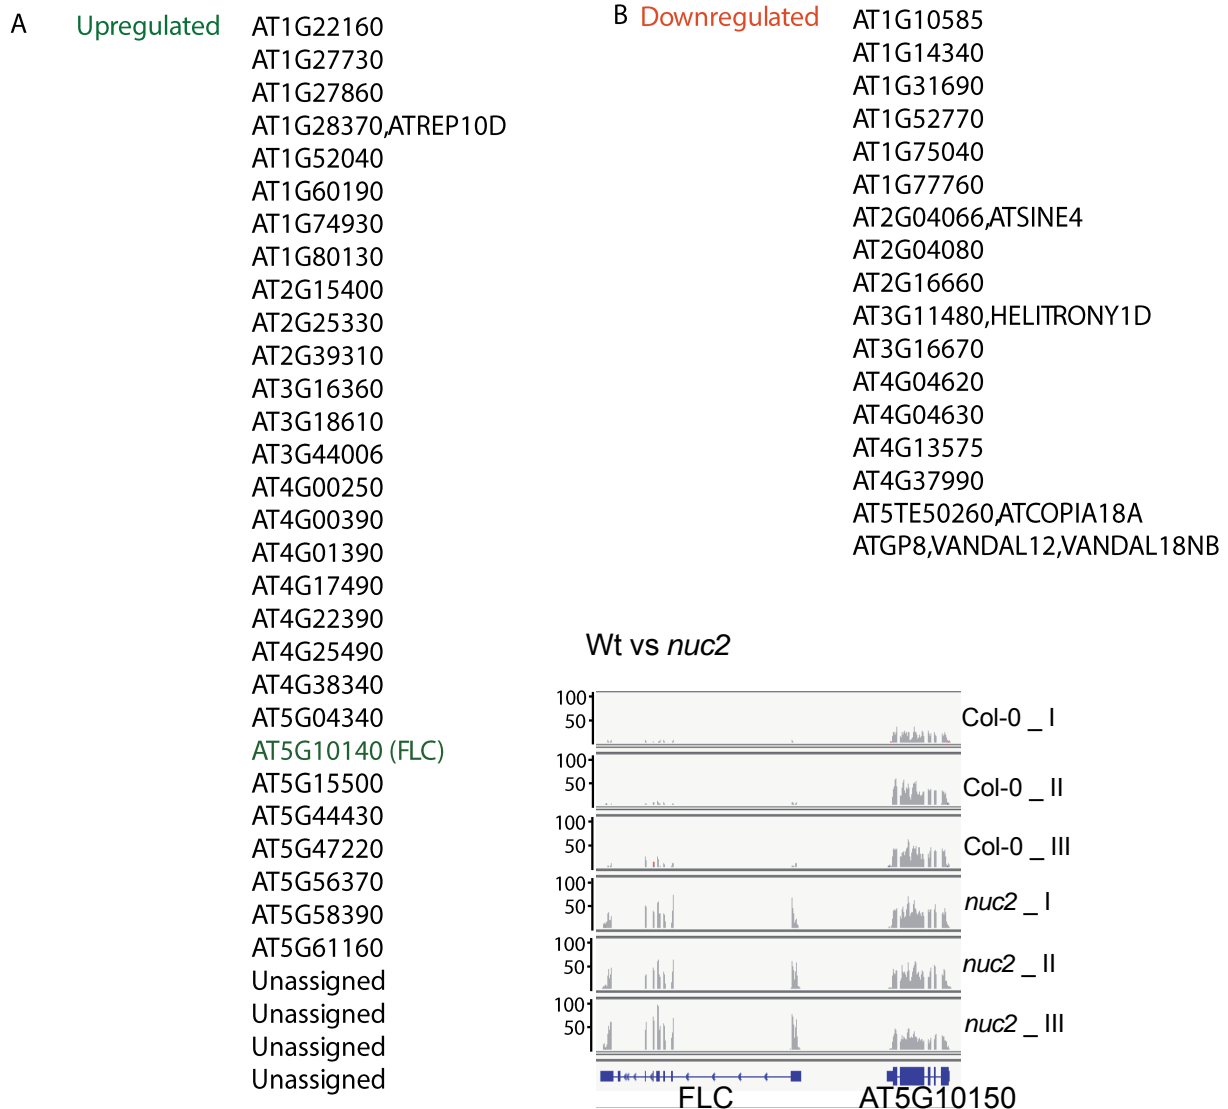 A
Upregulated
AT1G22160
AT1G27730
AT1G27860
AT1G28370,ATREP10D
AT1G52040
AT1G60190
AT1G74930
AT1G80130
AT2G15400
AT2G25330
AT2G39310
AT3G16360
AT3G18610
AT3G44006
AT4G00250
AT4G00390
AT4G01390
AT4G17490
AT4G22390
AT4G25490
AT4G38340
AT5G04340
AT5G10140 (FLC)
AT5G15500
AT5G44430
AT5G47220
AT5G56370
AT5G58390
AT5G61160
Unassigned
Unassigned
Unassigned
Unassigned
B
Downregulated
AT1G10585
AT1G14340
AT1G31690
AT1G52770
AT1G75040
AT1G77760
AT2G04066,ATSINE4
AT2G04080
AT2G16660
AT3G11480,HELITRONY1D
AT3G16670
AT4G04620
AT4G04630
AT4G13575
AT4G37990
AT5TE50260,ATCOPIA18A
ATGP8,VANDAL12,VANDAL18NB
Wt vs nuc2
100
50
Col-0 _ I
100
50
Col-0 _ II
100
50
Col-0 _ III
100
50
nuc2 _ I
100
50
nuc2 _ II
100
50
nuc2 _ III
FLC
AT5G10150